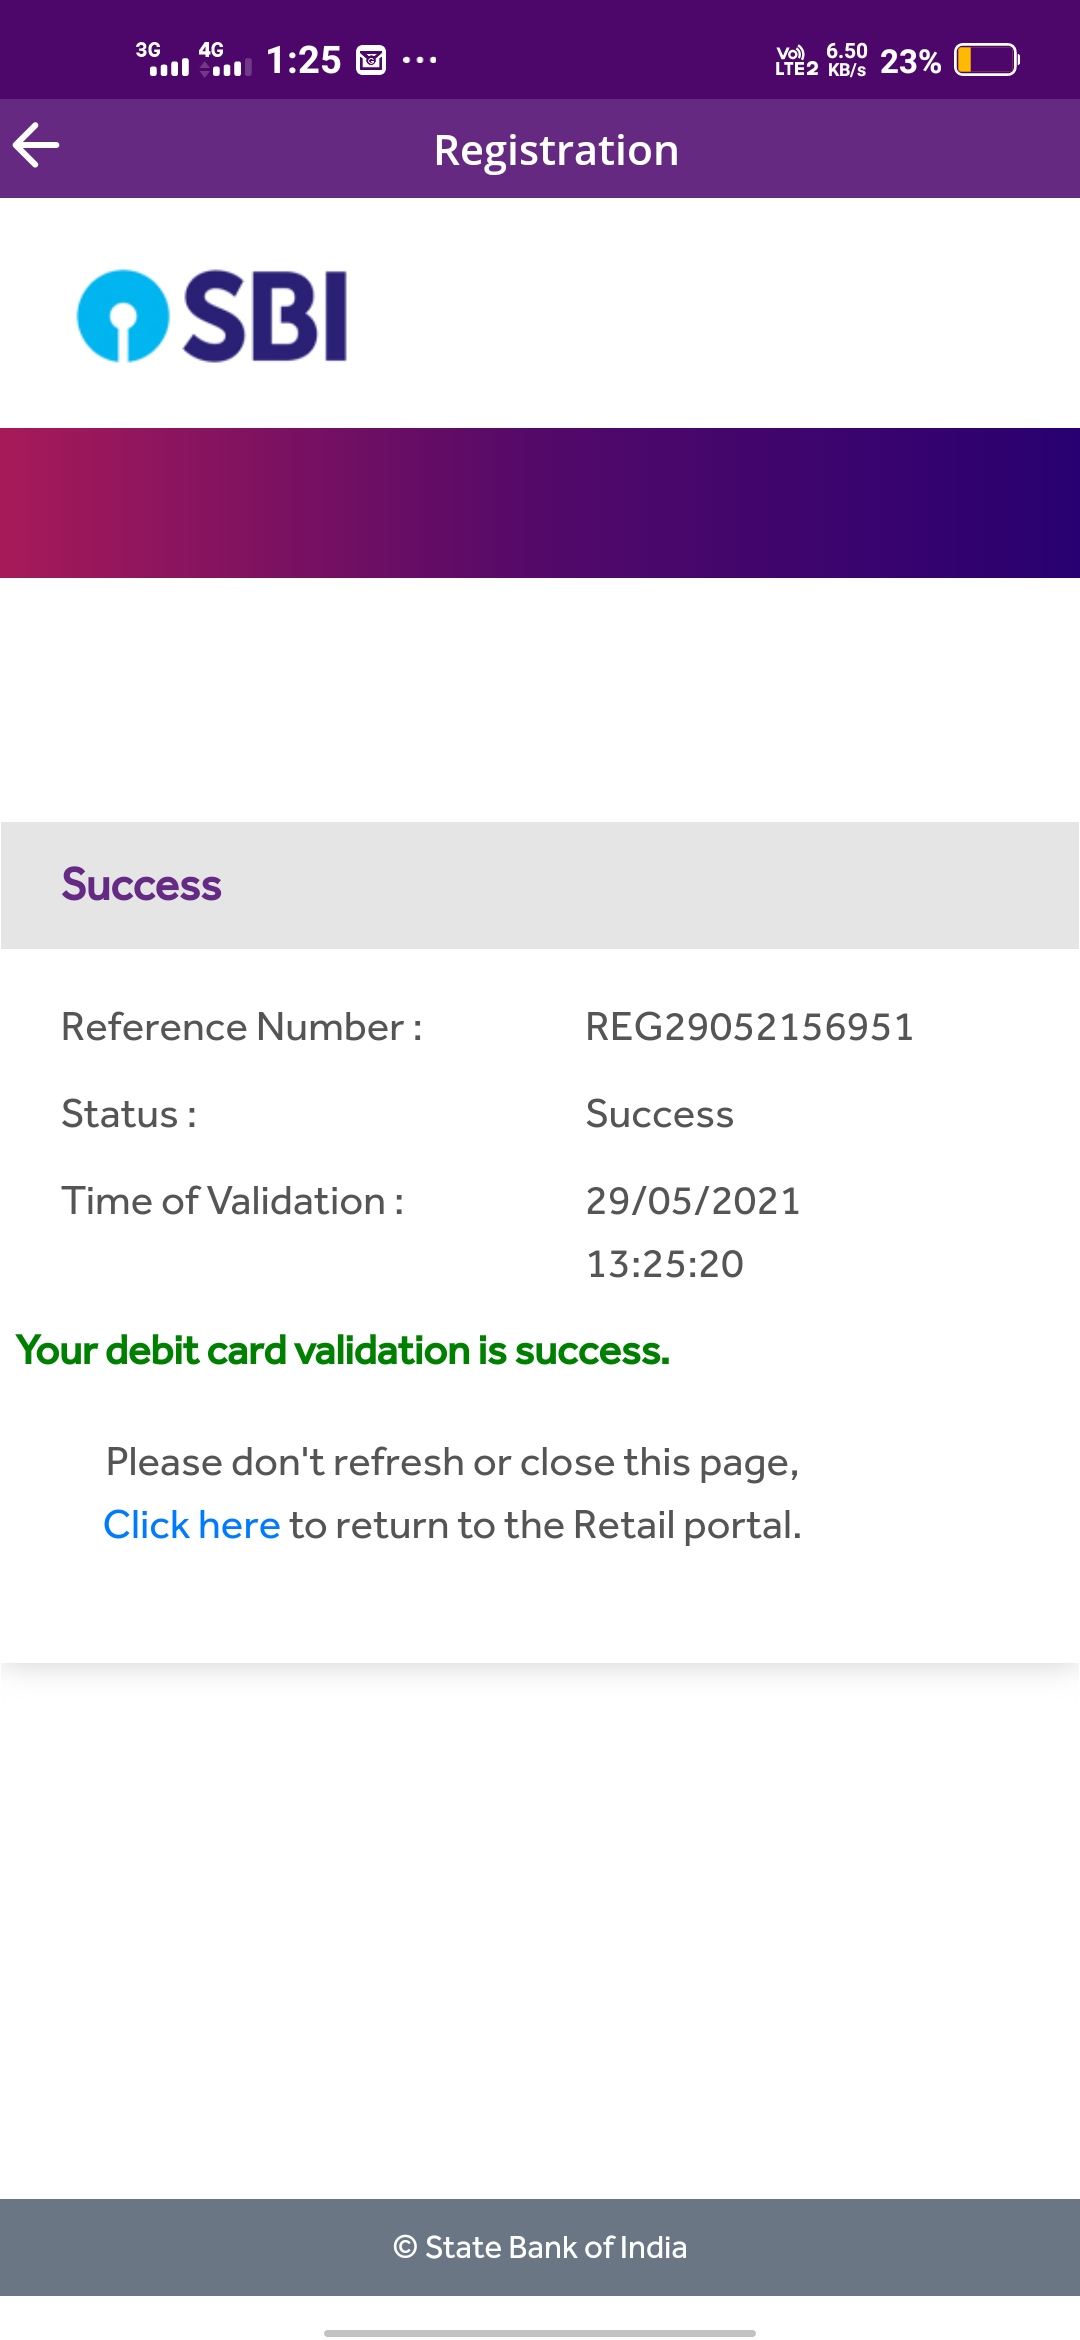 3G 4G 1:25 ... Vo) LTE2 6.50 KB/s 23%
Registration
SBI
Success
Reference Number : REG29052156951
Status : Success
Time of Validation : 29/05/2021
13:25:20
Your debit card validation is success.
Please don't refresh or close this page,
Click here to return to the Retail portal.
© State Bank of India